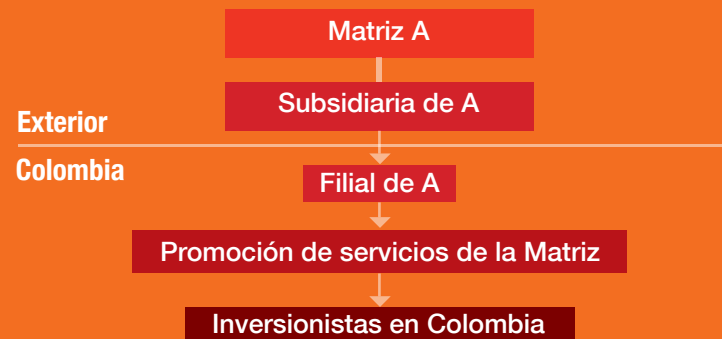 Matriz A
Subsidiaria de A
Exterior
Colombia
Filial de A
Promoción de servicios de la Matriz
Inversionistas en Colombia